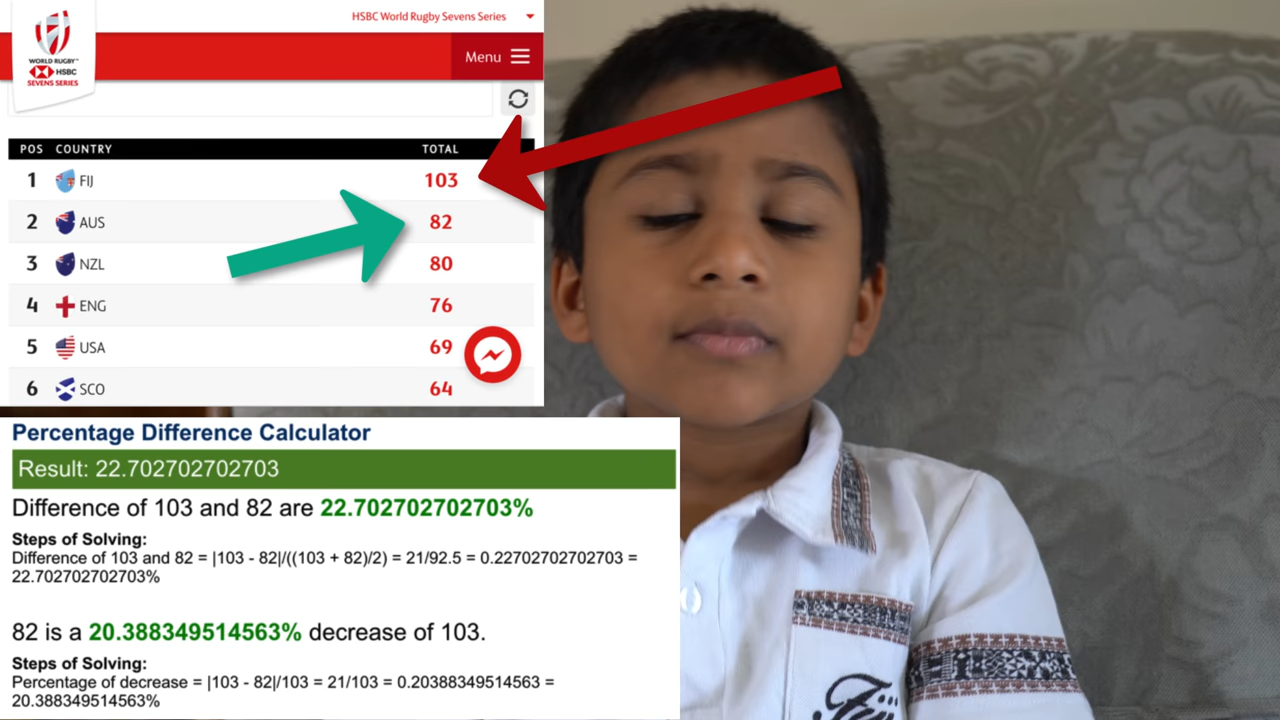 HSBC World Rugby Sevens Series
WORLD RUGBY™
HSBC
SEVENS SERIES
Menu
POS COUNTRY TOTAL
1 FIJ 103
2 AUS 82
3 NZL 80
4 ENG 76
5 USA 69
6 SCO 64
Percentage Difference Calculator
Result: 22.702702702703
Difference of 103 and 82 are 22.702702702703%
Steps of Solving:
Difference of 103 and 82 = |103 - 82|/((103 + 82)/2) = 21/92.5 = 0.22702702702703 =
22.702702702703%
82 is a 20.388349514563% decrease of 103.
Steps of Solving:
Percentage of decrease = |103 - 82|/103 = 21/103 = 0.20388349514563 =
20.388349514563%